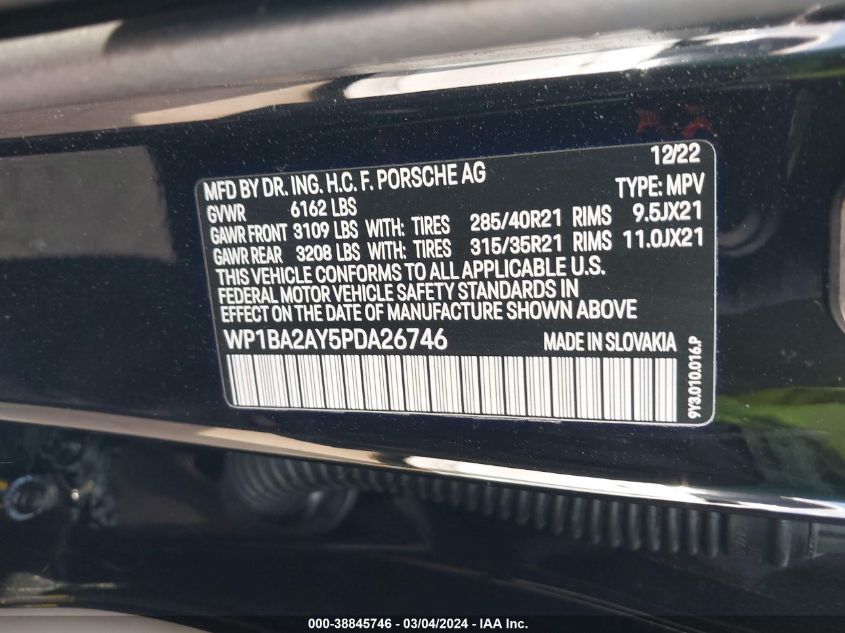 12/22
MFD BY DR. ING. H.C. F. PORSCHE AG
TYPE: MPV
GVWR 6162 LBS
GAWR FRONT 3109 LBS WITH: TIRES 285/40R21 RIMS 9.5JX21
GAWR REAR 3208 LBS WITH: TIRES 315/35R21 RIMS 11.0JX21
THIS VEHICLE CONFORMS TO ALL APPLICABLE U.S.
FEDERAL MOTOR VEHICLE SAFETY STANDARDS IN
EFFECT ON THE DATE OF MANUFACTURE SHOWN ABOVE
WP1BA2AY5PDA26746 MADE IN SLOVAKIA
9Y3.010.016.P
000-38845746 - 03/04/2024 - IAA Inc.